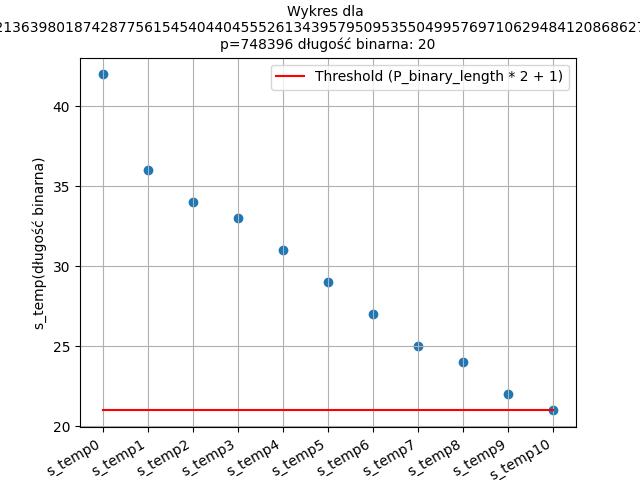 Wykres dla
21363980187428775615454044045552613439579509535504995769710629484120868627
p=748396 długość binarna: 20
Threshold (P_binary_length * 2 + 1)
s_temp(długość binarna)
40
35
30
25
20
s_temp0
s_temp1
s_temp2
s_temp3
s_temp4
s_temp5
s_temp6
s_temp7
s_temp8
s_temp9
s_temp10